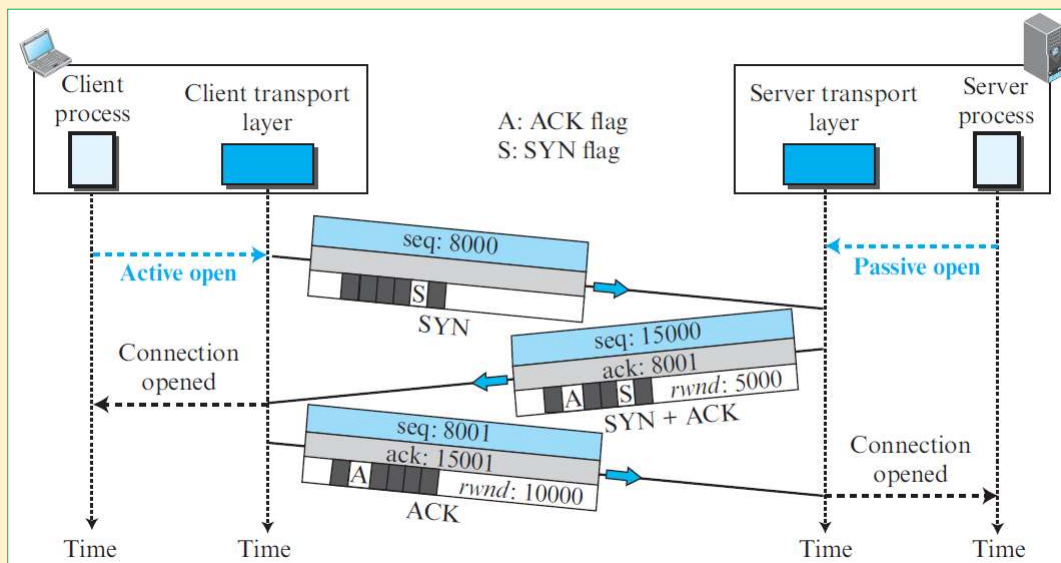 Client
process
Client transport
layer
A: ACK flag
S: SYN flag
Server transport
layer
Server
process
seq: 8000
S
SYN
Active open
Passive open
seq: 15000
ack: 8001
A S rwnd: 5000
SYN + ACK
Connection
opened
seq: 8001
ack: 15001
A rwnd: 10000
ACK
Connection
opened
Time
Time
Time
Time